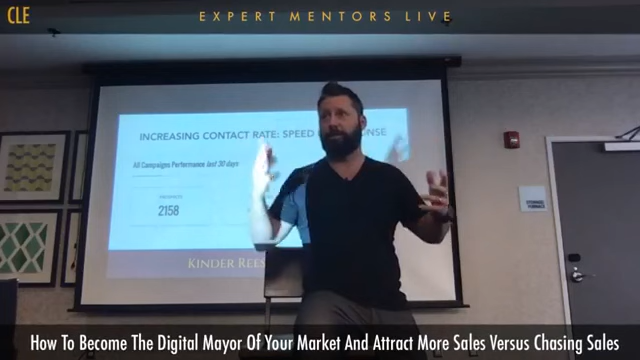 CLE
EXPERT MENTORS LIVE
INCREASING CONTACT RATE: SPEED
All Campaigns Performance last 30 days
2158
KINDER REES
How To Become The Digital Mayor Of Your Market And Attract More Sales Versus Chasing Sales